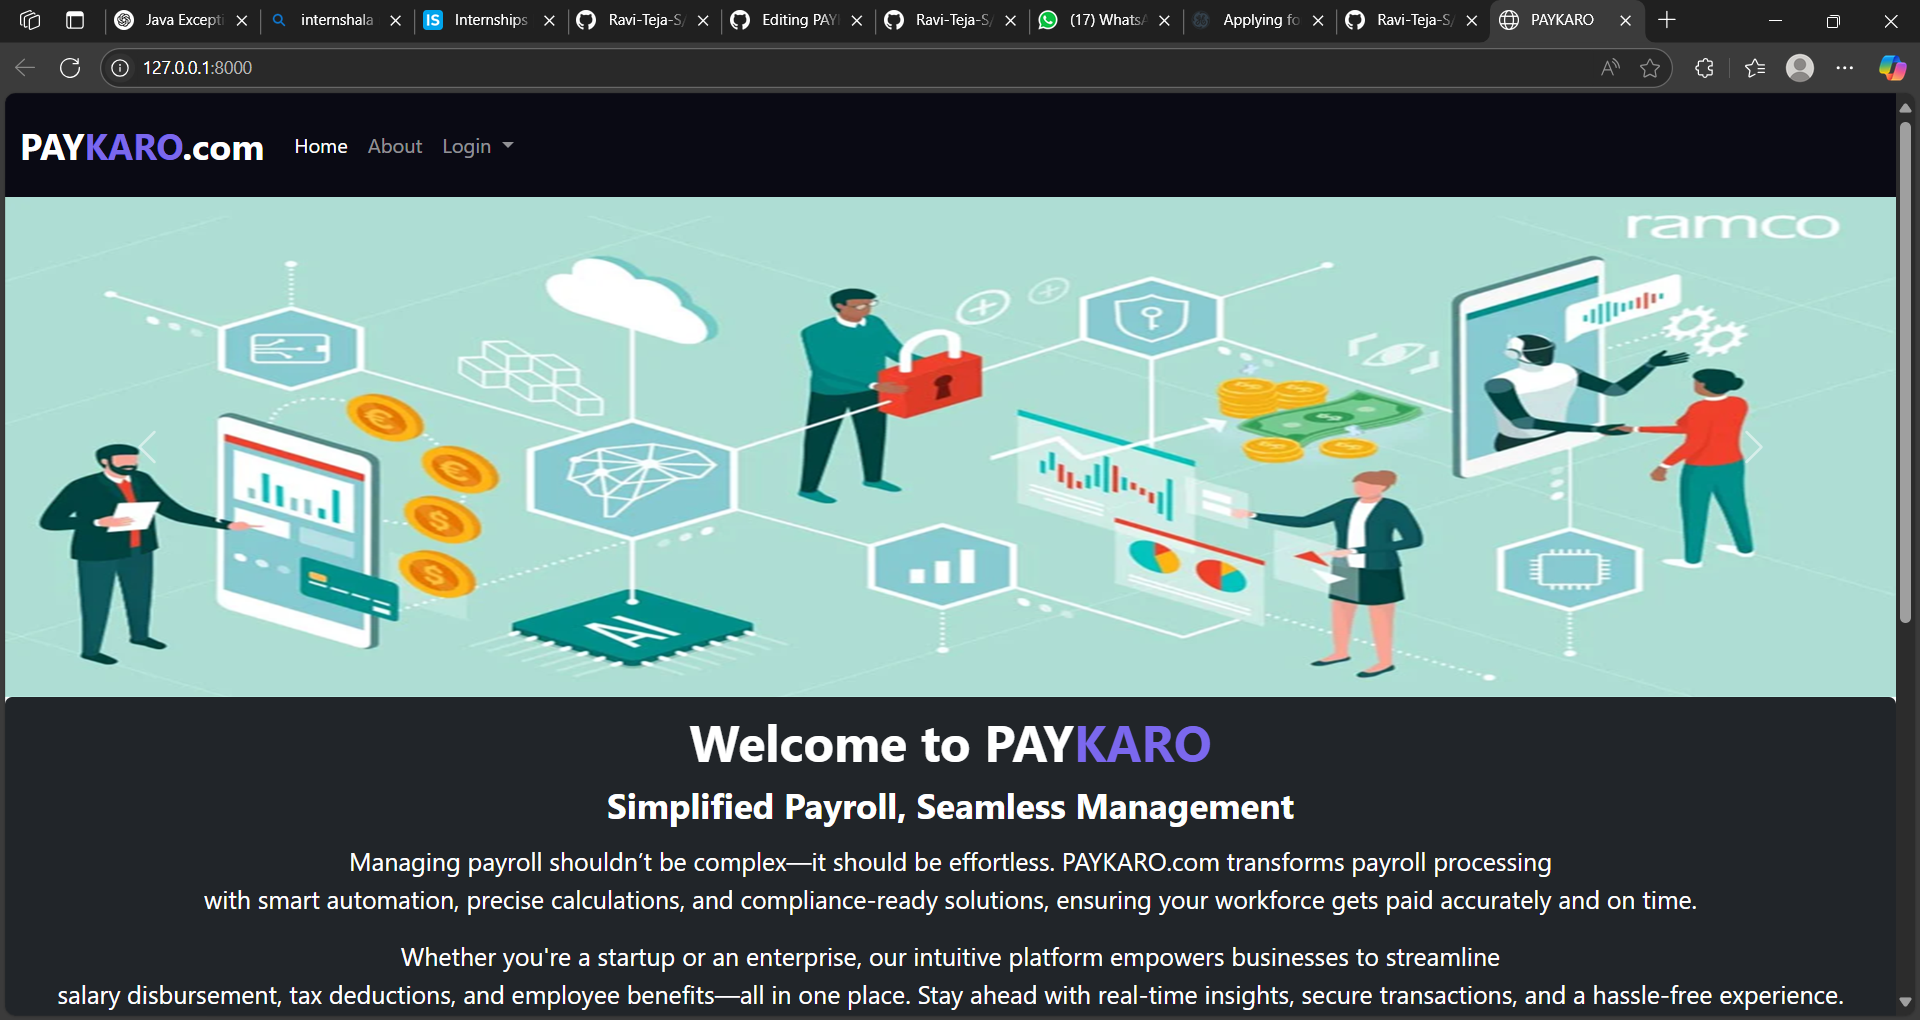 Java Excepti
internshala
Internships
Ravi-Teja-S/
Editing PAY
Ravi-Teja-S/
(17) WhatsA
Applying fo
Ravi-Teja-S/
PAYKARO
127.0.0.1:8000
PAYKARO.com
Home
About
Login
ramco
AI
Welcome to PAYKARO
Simplified Payroll, Seamless Management
Managing payroll shouldn’t be complex—it should be effortless. PAYKARO.com transforms payroll processing
with smart automation, precise calculations, and compliance-ready solutions, ensuring your workforce gets paid accurately and on time.
Whether you're a startup or an enterprise, our intuitive platform empowers businesses to streamline
salary disbursement, tax deductions, and employee benefits—all in one place. Stay ahead with real-time insights, secure transactions, and a hassle-free experience.